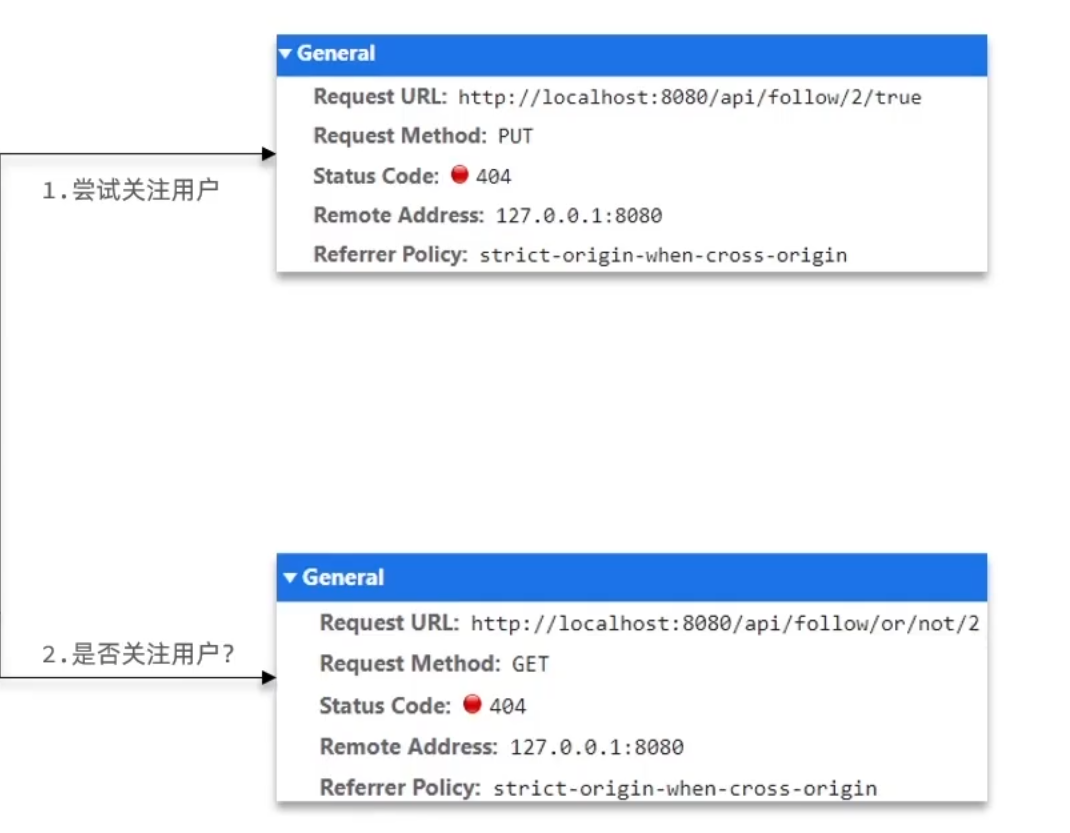 General
Request URL: http://localhost:8080/api/follow/2/true
Request Method: PUT
Status Code: 404
Remote Address: 127.0.0.1:8080
Referrer Policy: strict-origin-when-cross-origin
1.尝试关注用户
General
Request URL: http://localhost:8080/api/follow/or/not/2
Request Method: GET
Status Code: 404
Remote Address: 127.0.0.1:8080
Referrer Policy: strict-origin-when-cross-origin
2.是否关注用户?